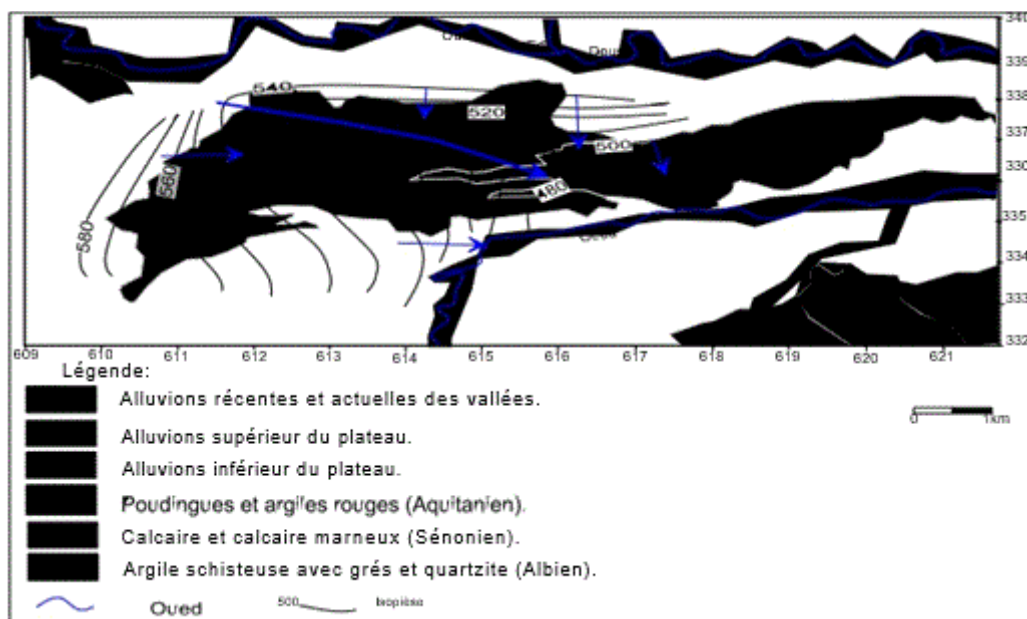 340
339
338
337
330
335
334
333
332
540
520
500
480
560
580
Oued
609 610 611 612 613 614 615 616 617 618 619 620 621
Légende:
Alluvions récentes et actuelles des vallées.
Alluvions supérieur du plateau.
0 1km
Alluvions inférieur du plateau.
Poudingues et argiles rouges (Aquitanien).
Calcaire et calcaire marneux (Sénonien).
Argile schisteuse avec grés et quartzite (Albien).
Oued 500 Isopièse